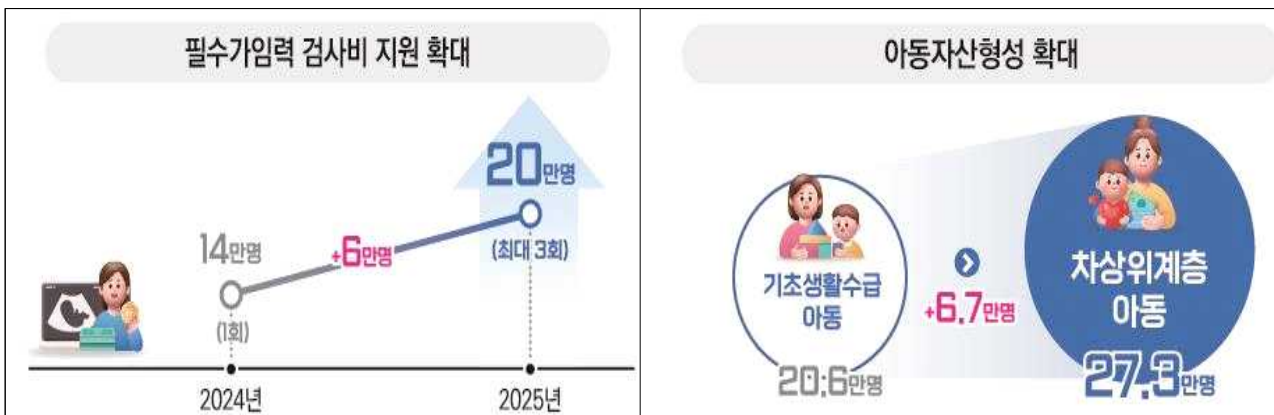 필수가임력 검사비 지원 확대
20만명
14만명
+6만명
(최대 3회)
(1회)
2024년
2025년
아동자산형성 확대
기초생활수급
아동
20.6만명
+6.7만명
차상위계층
아동
27.3만명